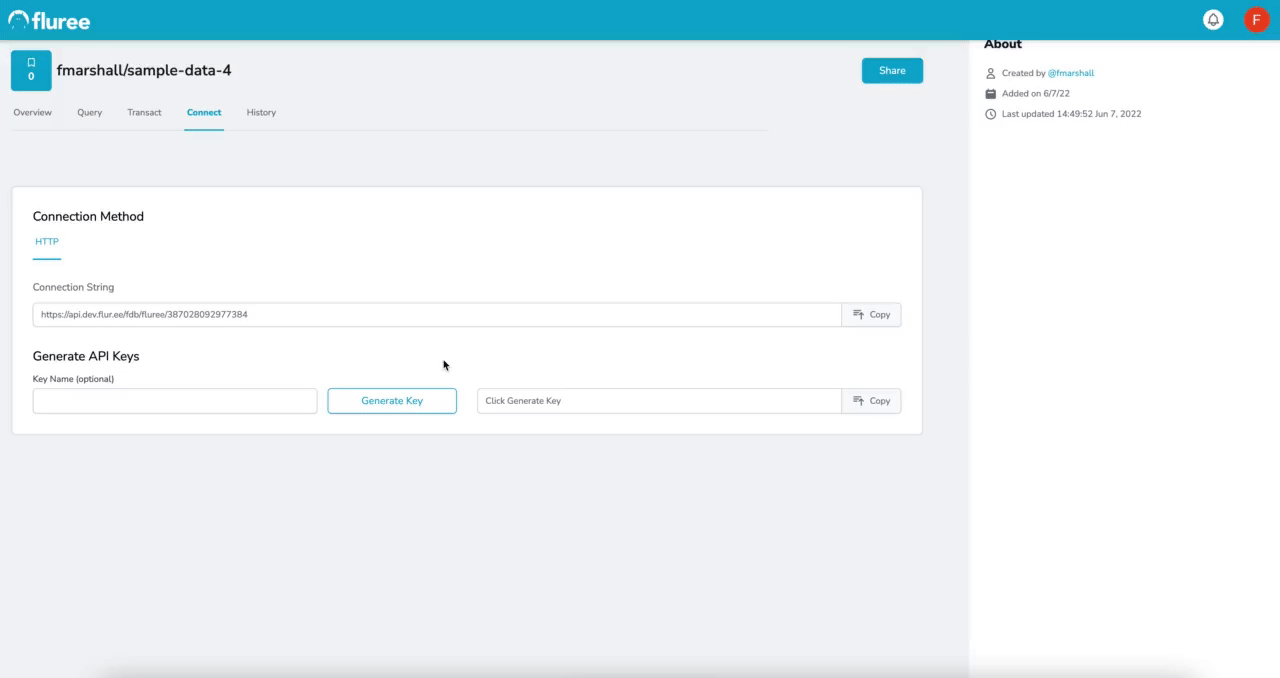 fluree
F
0
fmarshall/sample-data-4
Share
Overview
Query
Transact
Connect
History
About
Created by @fmarshall
Added on 6/7/22
Last updated 14:49:52 Jun 7, 2022
Connection Method
HTTP
Connection String
https://api.dev.flur.ee/fdb/fluree/387028092977384
Copy
Generate API Keys
Key Name (optional)
Generate Key
Click Generate Key
Copy